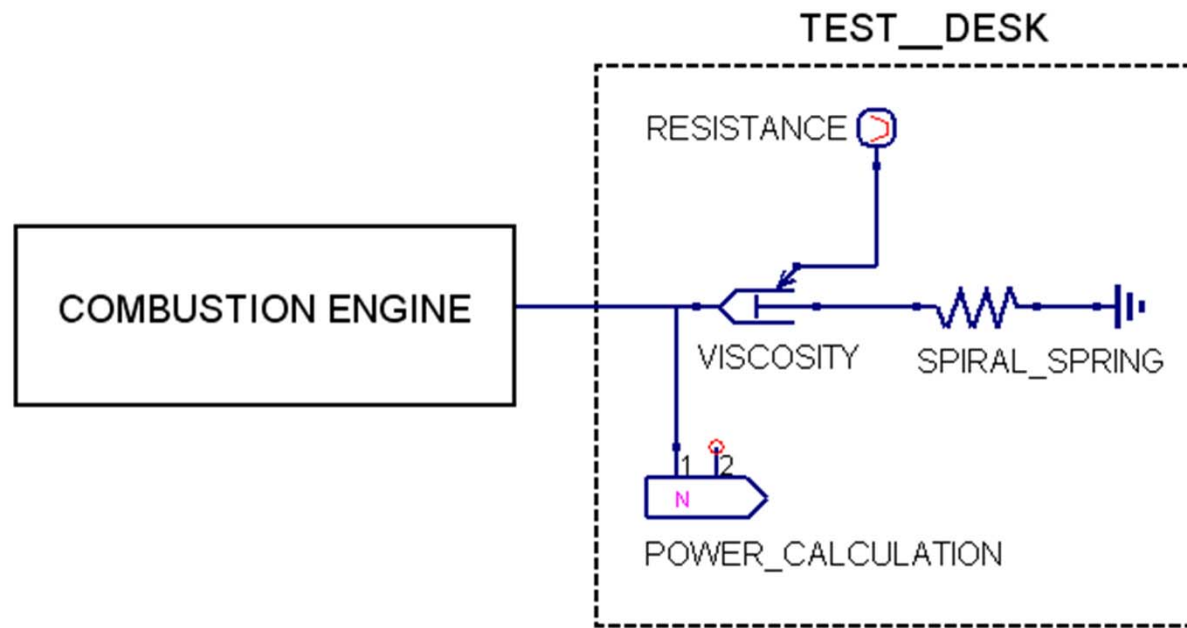 TEST__DESK
RESISTANCE
COMBUSTION ENGINE
VISCOSITY
SPIRAL_SPRING
1
2
N
POWER_CALCULATION